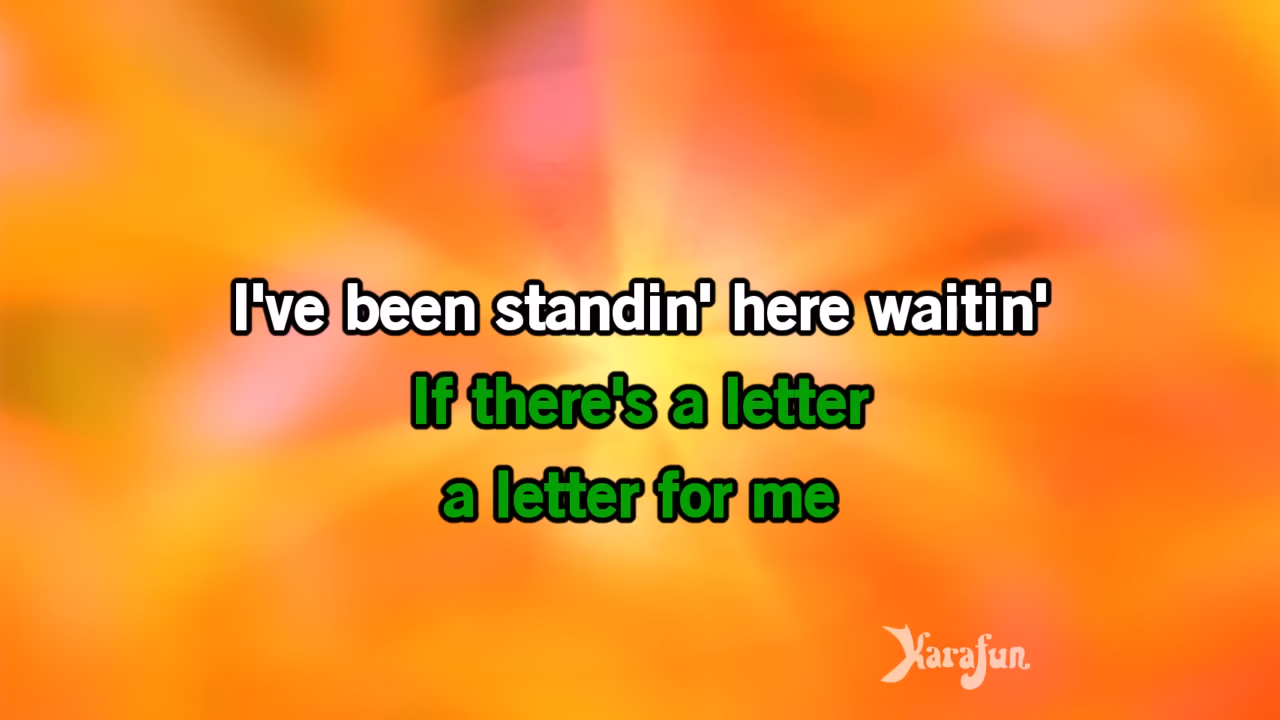 I've been standin' here waitin'
If there's a letter
a letter for me
Karafun